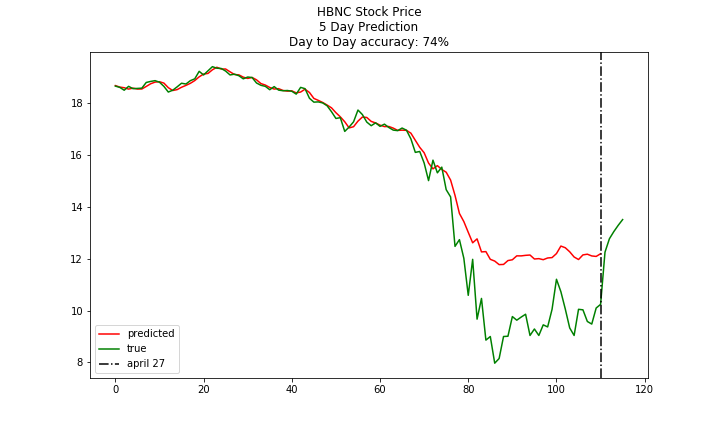 HBNC Stock Price
5 Day Prediction
Day to Day accuracy: 74%
18
16
14
12
10
8
predicted
true
april 27
0
20
40
60
80
100
120